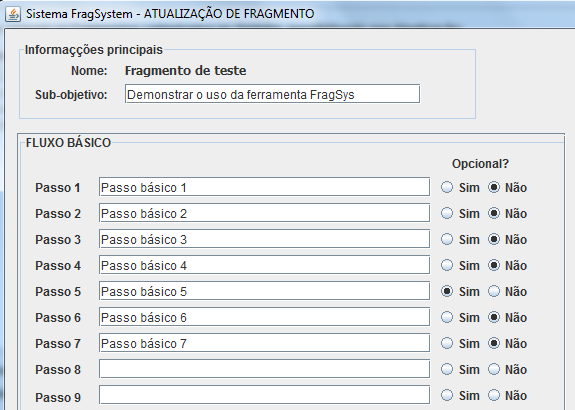 Sistema FragSystem - ATUALIZAÇÃO DE FRAGMENTO
Informaçções principais
Nome: Fragmento de teste
Sub-objetivo: Demonstrar o uso da ferramenta FragSys
FLUXO BÁSICO
Opcional?
Passo 1 Passo básico 1 Sim Não
Passo 2 Passo básico 2 Sim Não
Passo 3 Passo básico 3 Sim Não
Passo 4 Passo básico 4 Sim Não
Passo 5 Passo básico 5 Sim Não
Passo 6 Passo básico 6 Sim Não
Passo 7 Passo básico 7 Sim Não
Passo 8 Sim Não
Passo 9 Sim Não